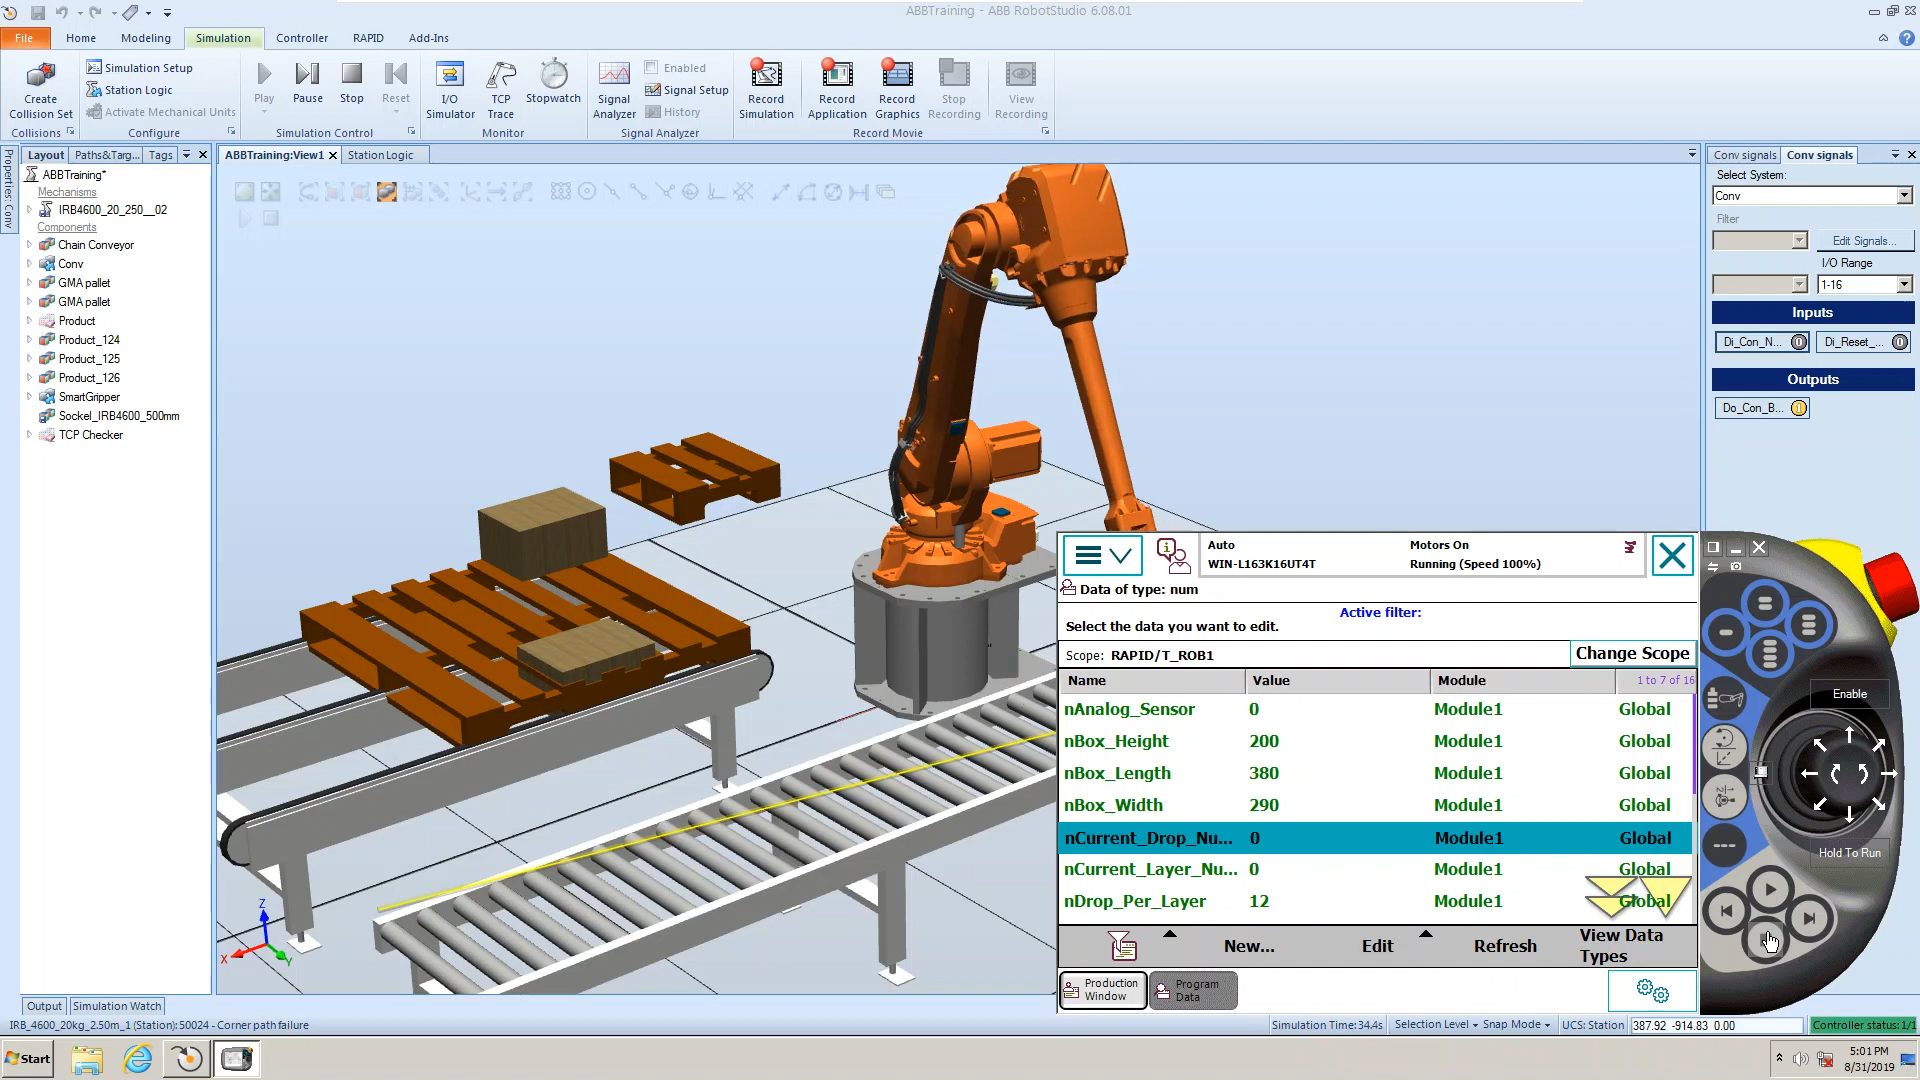 ABBTraining - ABB RobotStudio 6.08.01
File Home Modeling Simulation Controller RAPID Add-Ins
Create Collision Set
Collisions
Simulation Setup
Station Logic
Activate Mechanical Units
Configure
Play Pause Stop Reset
Simulation Control
I/O Simulator
TCP Trace
Stopwatch
Monitor
Signal Analyzer
Enabled
Signal Setup
History
Signal Analyzer
Record Simulation
Record Application
Record Graphics
Stop Recording
View Recording
Record Movie
Properties: Conv
Layout Paths&Targ... Tags
ABBTraining*
Mechanisms
IRB4600_20_250__02
Components
Chain Conveyor
Conv
GMA pallet
GMA pallet
Product
Product_124
Product_125
Product_126
SmartGripper
Sockel_IRB4600_500mm
TCP Checker
ABBTraining:View1 Station Logic
Z
X
Y
Conv signals Conv signals
Select System:
Conv
Filter
Edit Signals...
I/O Range
1-16
Inputs
Di_Con_N... 0 Di_Reset_... 0
Outputs
Do_Con_B... 1
Auto Motors On
WIN-L163K16UT4T Running (Speed 100%)
Data of type: num
Active filter:
Select the data you want to edit.
Scope: RAPID/T_ROB1 Change Scope
Name Value Module 1 to 7 of 16
nAnalog_Sensor 0 Module1 Global
nBox_Height 200 Module1 Global
nBox_Length 380 Module1 Global
nBox_Width 290 Module1 Global
nCurrent_Drop_Nu... 0 Module1 Global
nCurrent_Layer_Nu... 0 Module1 Global
nDrop_Per_Layer 12 Module1 Global
New... Edit Refresh View Data Types
Production Window
Program Data
Enable
Hold To Run
Output Simulation Watch
IRB_4600_20kg_2.50m_1 (Station): 50024 - Corner path failure
Simulation Time: 34.4s Selection Level Snap Mode UCS: Station 387.92 -914.83 0.00 Controller status: 1/1
Start
5:01 PM
8/31/2019